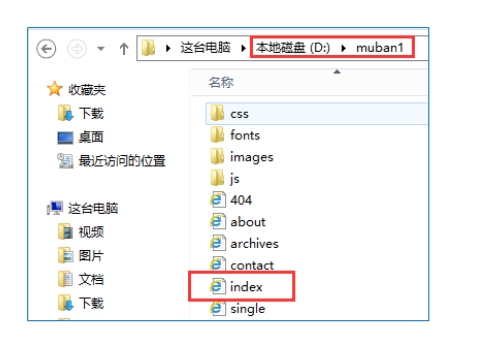 这台电脑 本地磁盘 (D:) muban1
收藏夹
下载
桌面
最近访问的位置
这台电脑
视频
图片
文档
下载
名称
css
fonts
images
js
404
about
archives
contact
index
single